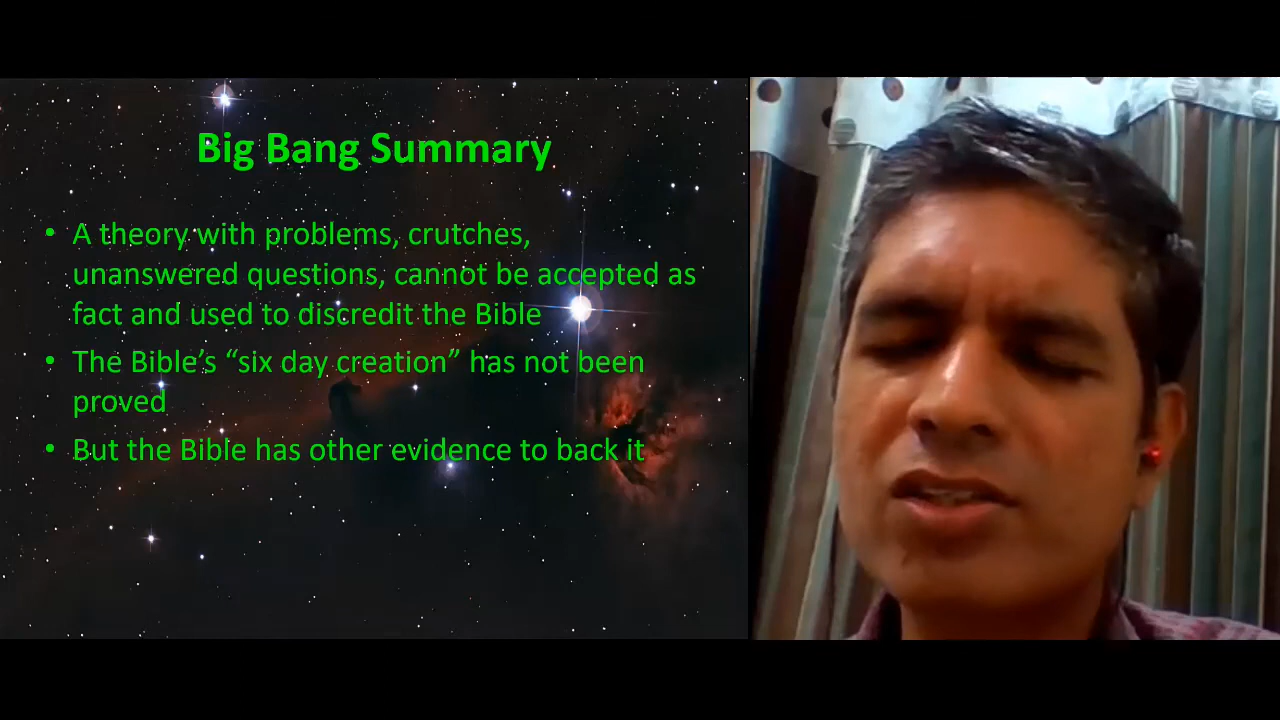 Big Bang Summary
• A theory with problems, crutches,
unanswered questions, cannot be accepted as
fact and used to discredit the Bible
• The Bible’s “six day creation” has not been
proved
• But the Bible has other evidence to back it